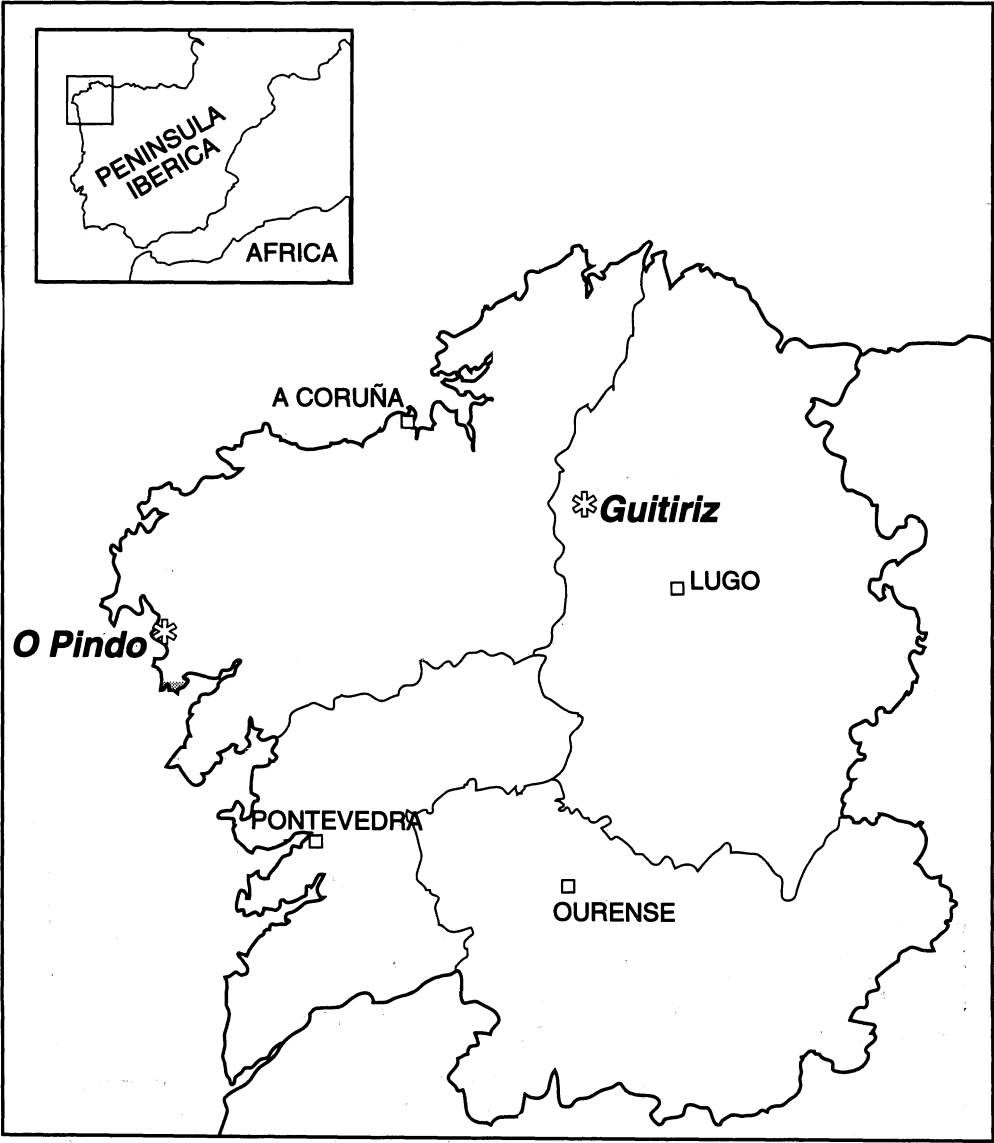 PENINSULA
IBERICA
AFRICA
A CORUÑA
Guitiriz
LUGO
O Pindo
PONTEVEDRA
OURENSE